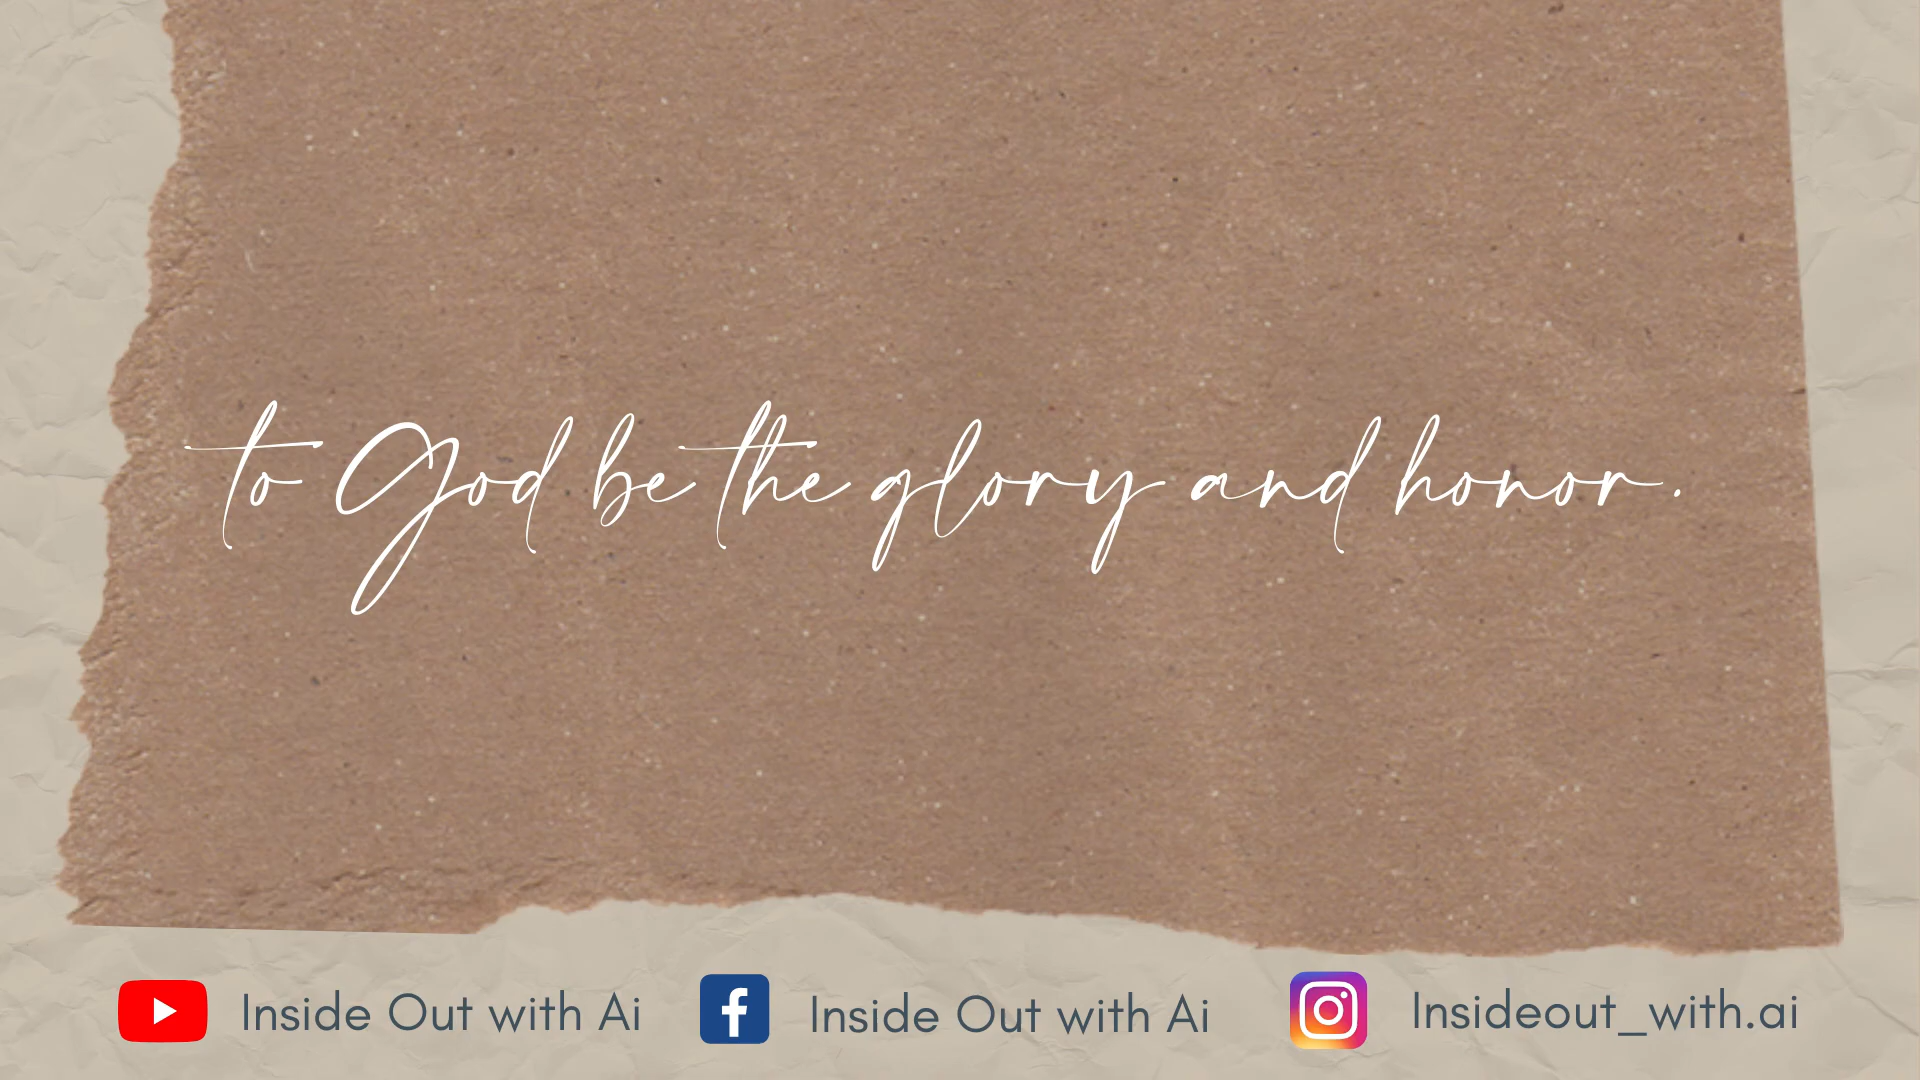 to God be the glory and honor.
Inside Out with Ai
Inside Out with Ai
Insideout_with.ai